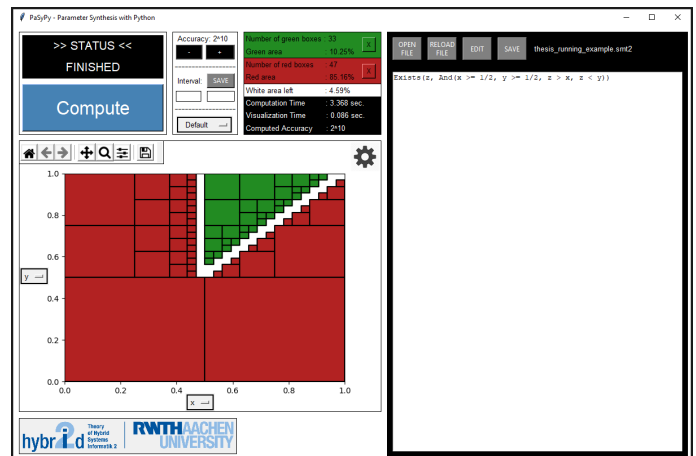 PaSyPy - Parameter Synthesis with Python
>> STATUS <<
FINISHED
Compute
Accuracy: 2^10
- +
Interval: SAVE
Default
Number of green boxes : 33
Green area : 10.25%
X
Number of red boxes : 47
Red area : 85.16%
X
White area left : 4.59%
Computation Time : 3.368 sec.
Visualization Time : 0.086 sec.
Computed Accuracy : 2^10
OPEN FILE RELOAD FILE EDIT SAVE thesis_running_example.smt2
Exists(z, And(x >= 1/2, y >= 1/2, z > x, z < y))
1.0
0.8
0.6
y
0.4
0.2
0.0
0.0 0.2 0.4 0.6 0.8 1.0
x
hybrid
Theory
of Hybrid
Systems
Informatik 2
RWTHAACHEN
UNIVERSITY